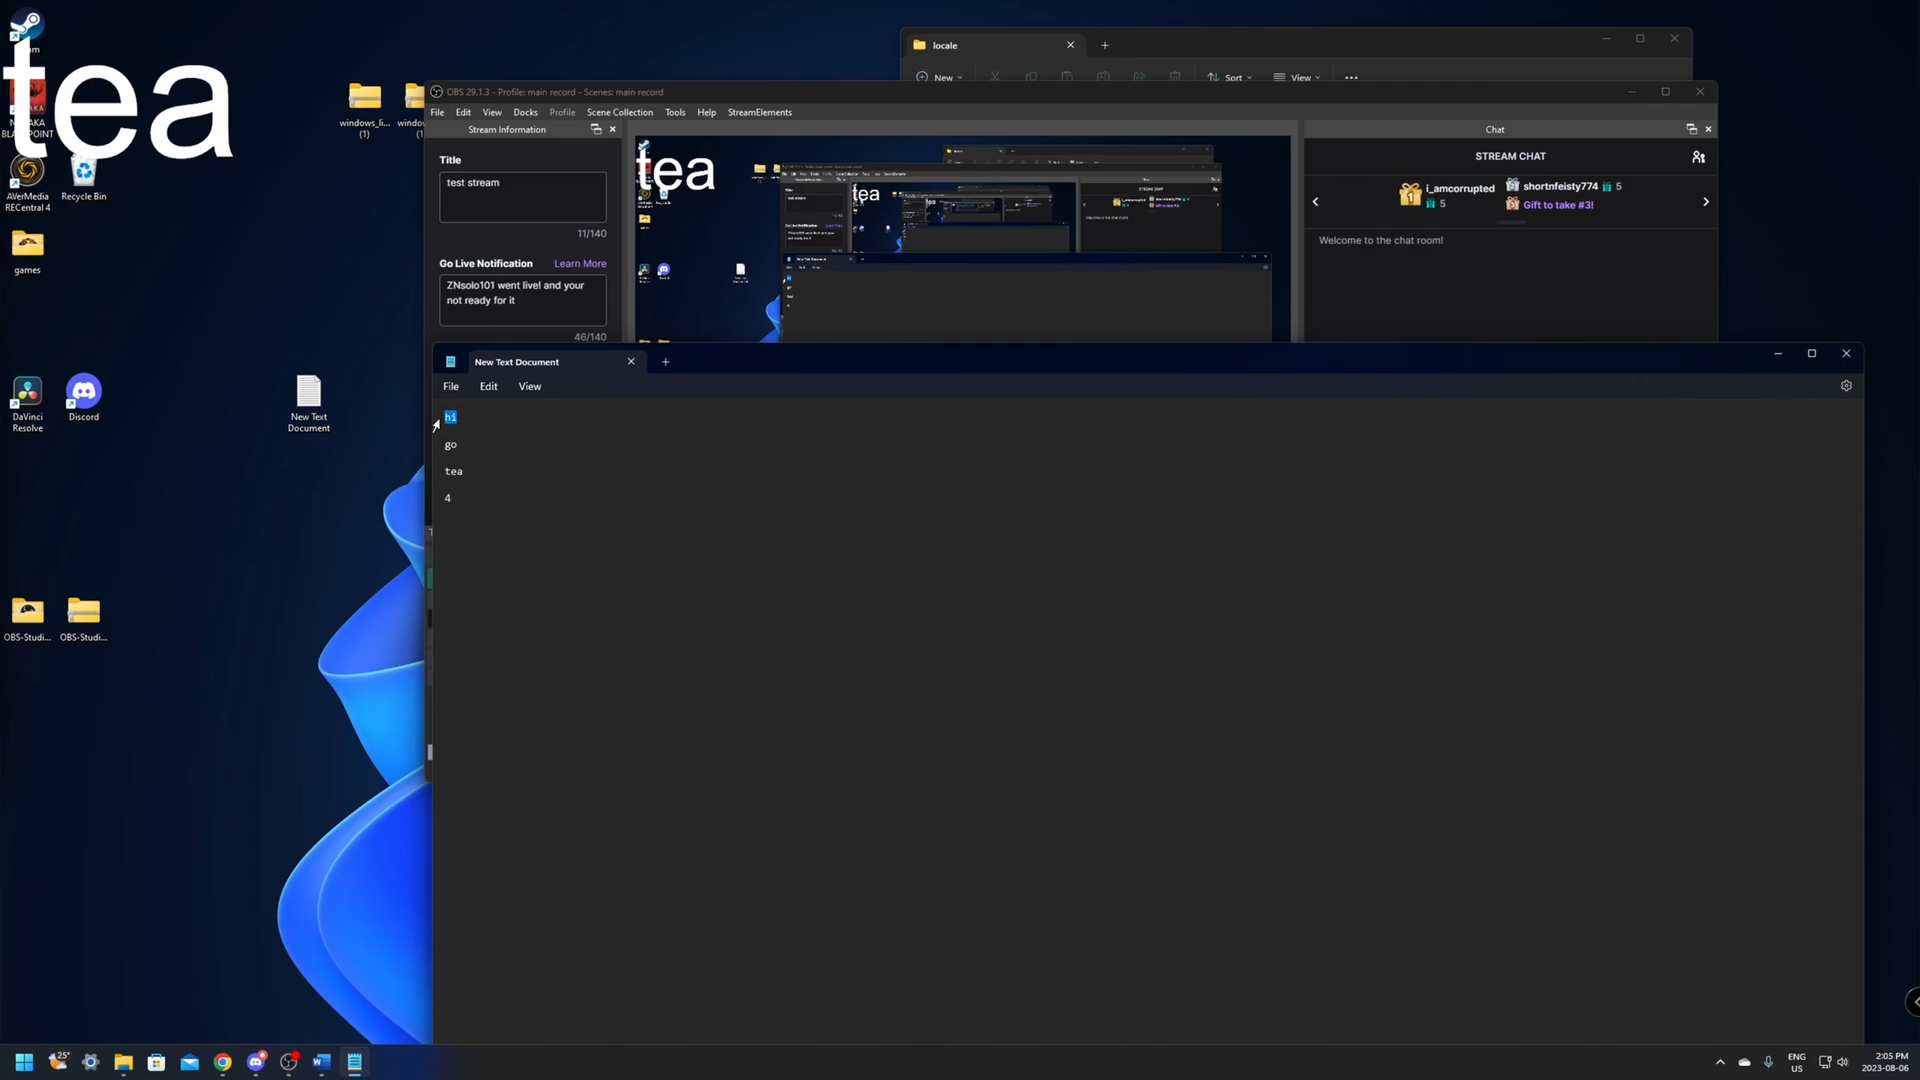 tea
Recycle Bin
AVerMedia
RECentral 4
games
DaVinci
Resolve
Discord
New Text
Document
OBS-Studi...
OBS-Studi...
windows_li...
(1)
locale
New
Sort
View
OBS 29.1.3 - Profile: main record - Scenes: main record
File Edit View Docks Profile Scene Collection Tools Help StreamElements
Stream Information
Title
test stream
11/140
Go Live Notification Learn More
ZNsolo101 went live! and your
not ready for it
46/140
tea
tea
Chat
STREAM CHAT
1 i_amcorrupted 5
shortnfeisty774 5
Gift to take #3!
Welcome to the chat room!
New Text Document
File Edit View
hi
go
tea
4
25°
ENG
US
2:05 PM
2023-08-06